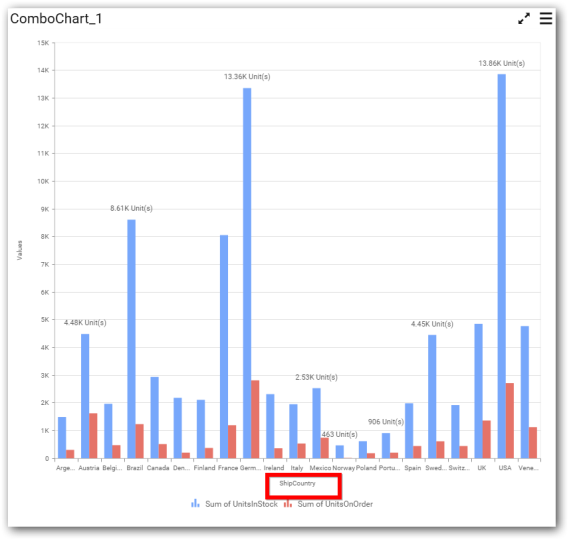 ComboChart_1
15K
14K
13K
12K
11K
10K
9K
8K
7K
6K
5K
4K
3K
2K
1K
0
Values
4.48K Unit(s)
8.61K Unit(s)
13.36K Unit(s)
2.53K Unit(s)
463 Unit(s)
906 Unit(s)
4.45K Unit(s)
13.86K Unit(s)
Arge... Austria Belgi... Brazil Canada Den... Finland France Germ... Ireland Italy Mexico Norway Poland Portu... Spain Swed... Switz... UK USA Vene...
ShipCountry
Sum of UnitsInStock Sum of UnitsOnOrder